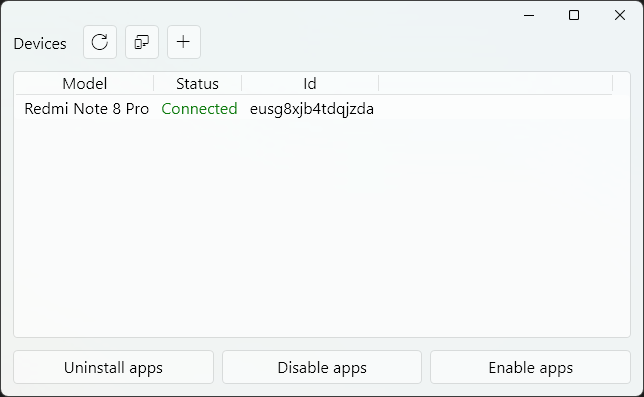 Devices
Model Status Id
Redmi Note 8 Pro Connected eusg8xjb4tdqjzda
Uninstall apps Disable apps Enable apps